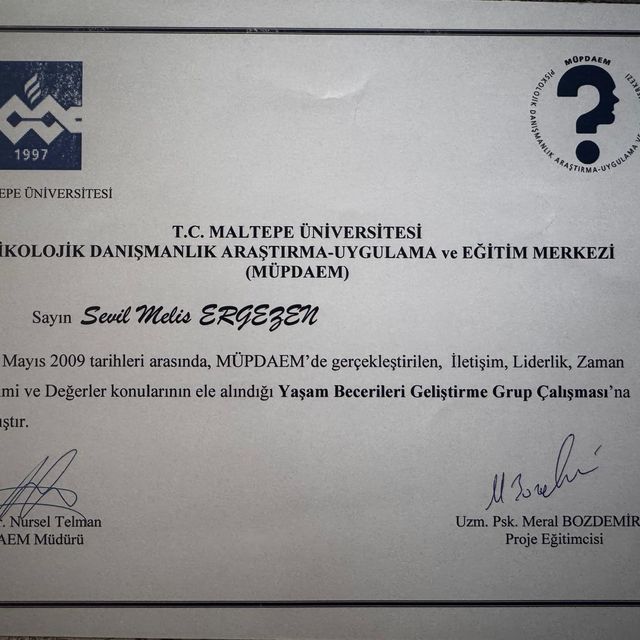 1997
MÜPDAEM
PSİKOLOJİK DANIŞMANLIK ARAŞTIRMA-UYGULAMA VE
EPE ÜNİVERSİTESİ
T.C. MALTEPE ÜNİVERSİTESİ
İKOLOJİK DANIŞMANLIK ARAŞTIRMA-UYGULAMA ve EĞİTİM MERKEZİ
(MÜPDAEM)
Sayın Sevil Melis ERGEZEN
Mayıs 2009 tarihleri arasında, MÜPDAEM'de gerçekleştirilen, İletişim, Liderlik, Zaman
imi ve Değerler konularının ele alındığı Yaşam Becerileri Geliştirme Grup Çalışması'na
ıştır.
r. Nursel Telman
AEM Müdürü
M Bozde
Uzm. Psk. Meral BOZDEMİR
Proje Eğitimcisi